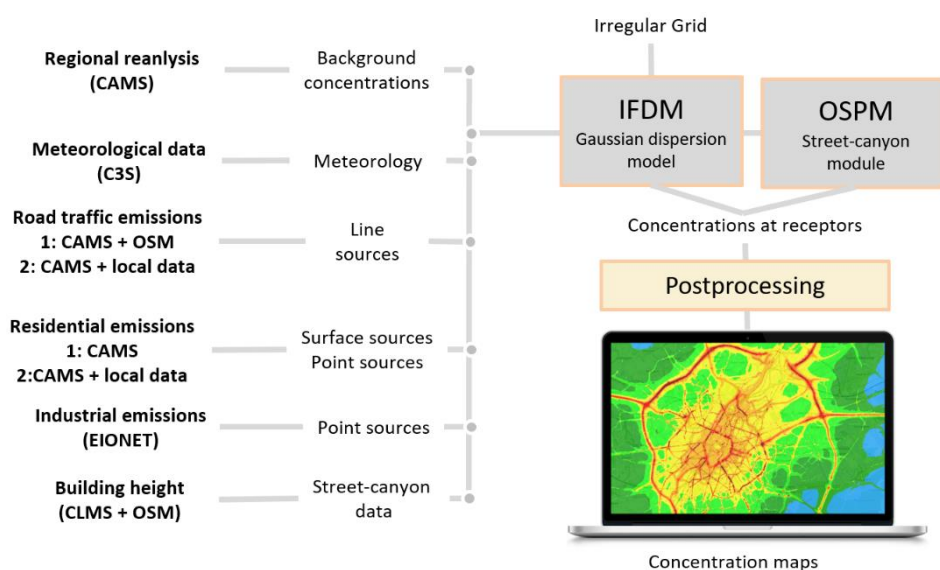 Regional reanlysis
(CAMS)
Background
concentrations
Meteorological data
(C3S)
Meteorology
Road traffic emissions
1: CAMS + OSM
2: CAMS + local data
Line
sources
Residential emissions
1: CAMS
2:CAMS + local data
Surface sources
Point sources
Industrial emissions
(EIONET)
Point sources
Building height
(CLMS + OSM)
Street-canyon
data
Irregular Grid
IFDM
Gaussian dispersion
model
OSPM
Street-canyon
module
Concentrations at receptors
Postprocessing
Concentration maps